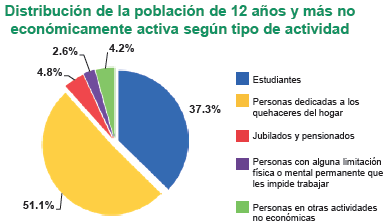 Distribución de la población de 12 años y más no
económicamente activa según tipo de actividad
4.2%
2.6%
4.8%
37.3%
51.1%
Estudiantes
Personas dedicadas a los
quehaceres del hogar
Jubilados y pensionados
Personas con alguna limitación
física o mental permanente que
les impide trabajar
Personas en otras actividades
no económicas